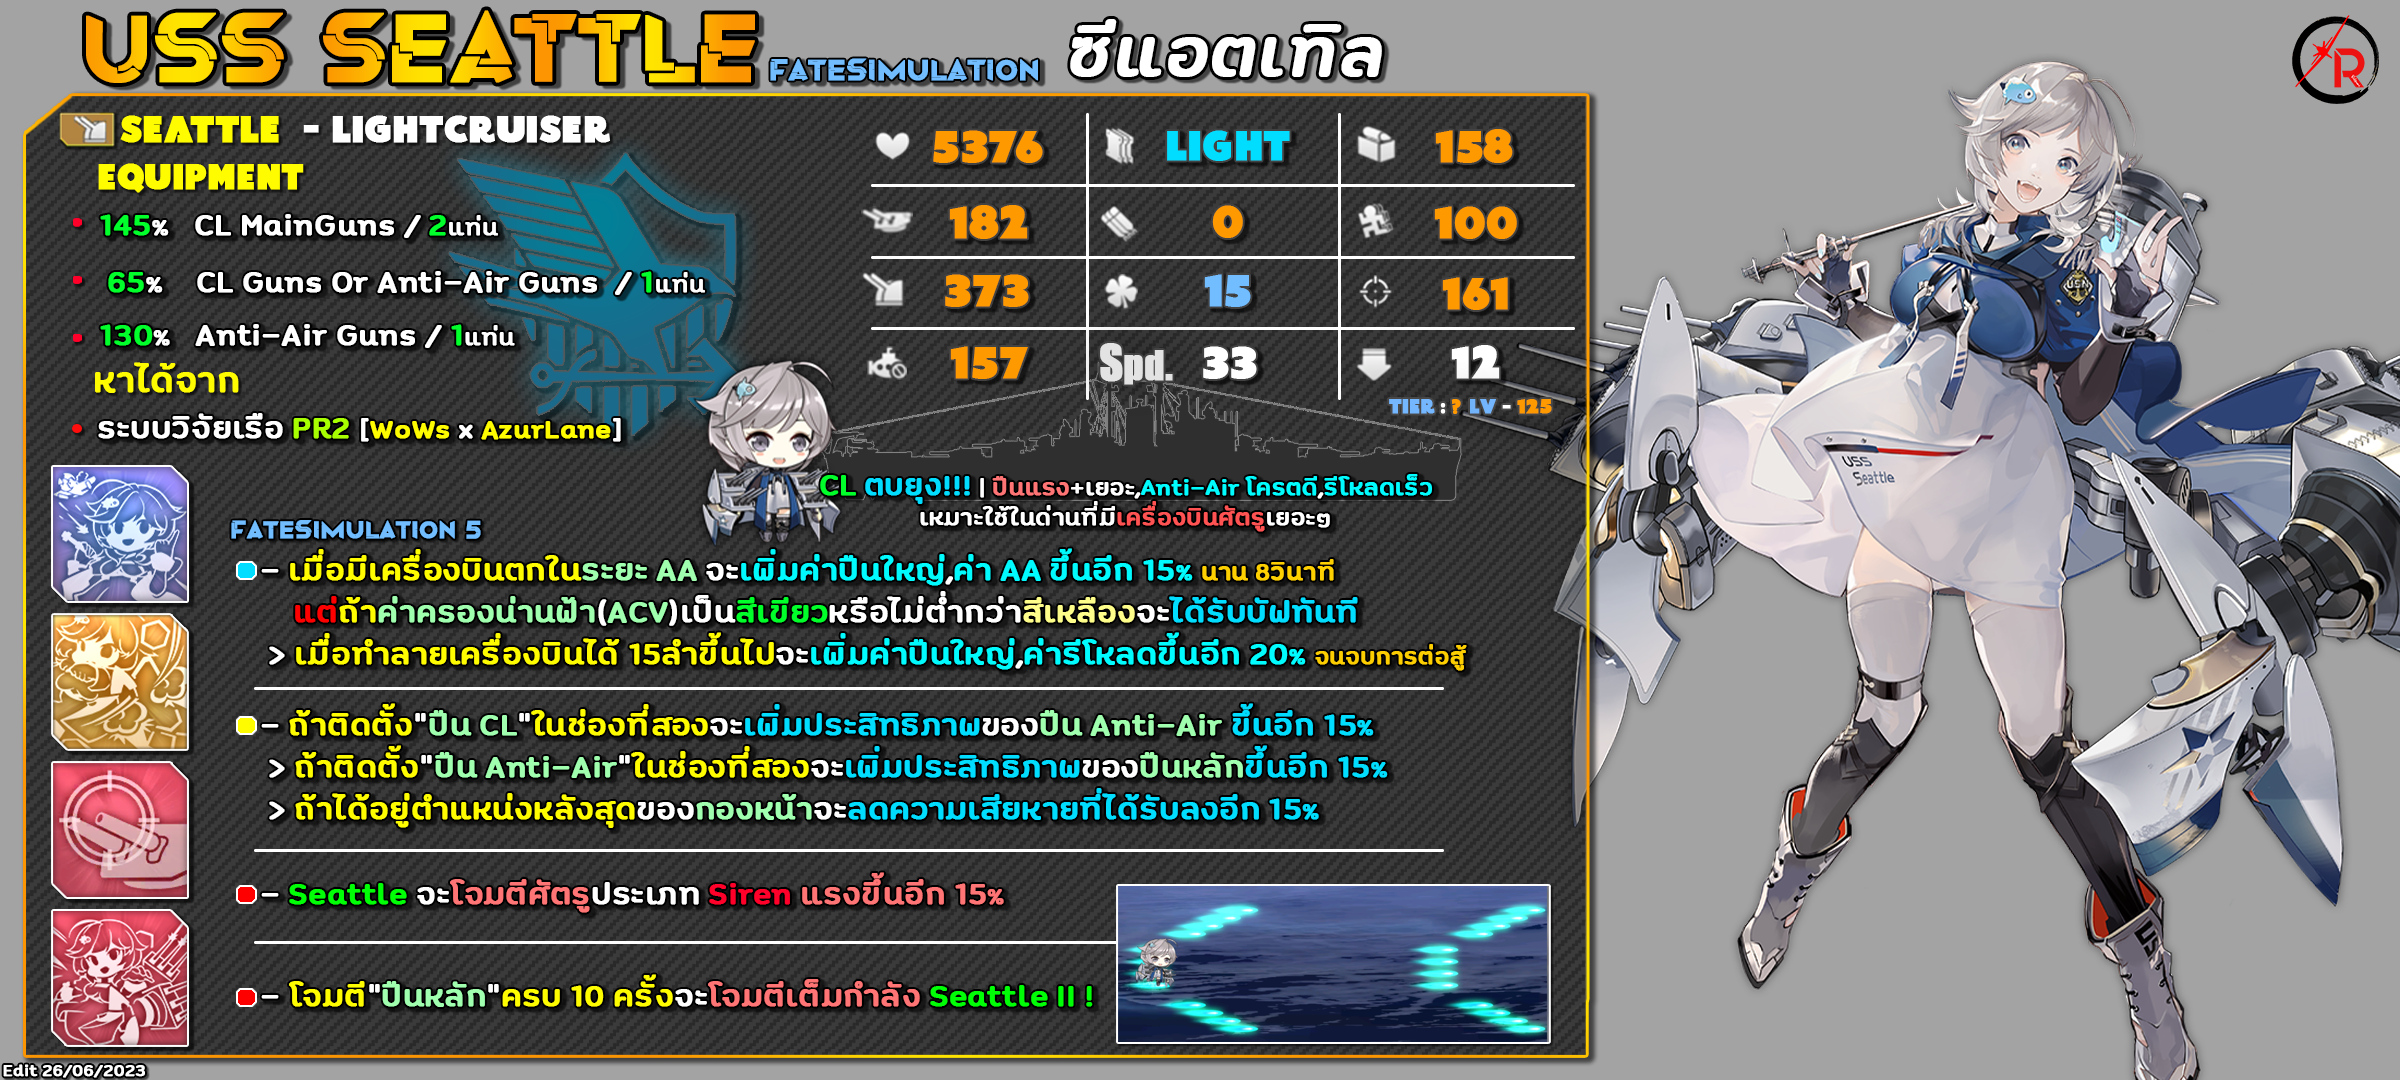 USS SEATTLE FATESIMULATION ซีแอตเทิล
R
SEATTLE - LIGHTCRUISER
EQUIPMENT
145% CL MainGuns / 2แท่น
65% CL Guns Or Anti-Air Guns / 1แท่น
130% Anti-Air Guns / 1แท่น
หาได้จาก
ระบบวิจัยเรือ PR2 [WoWs x AzurLane]
5376 LIGHT 158
182 0 100
373 15 161
157 Spd. 33 12
TIER : ? LV - 125
CL ตบยุง!!! | ปืนแรง+เยอะ,Anti-Air โครตดี,รีโหลดเร็ว
เหมาะใช้ในด่านที่มีเครื่องบินศัตรูเยอะๆ
FATESIMULATION 5
- เมื่อมีเครื่องบินตกในระยะ AA จะเพิ่มค่าปืนใหญ่,ค่า AA ขึ้นอีก 15% นาน 8วินาที
แต่ถ้าค่าครองน่านฟ้า(ACV)เป็นสีเขียวหรือไม่ต่ำกว่าสีเหลืองจะได้รับบัฟทันที
> เมื่อทำลายเครื่องบินได้ 15ลำขึ้นไปจะเพิ่มค่าปืนใหญ่,ค่ารีโหลดขึ้นอีก 20% จนจบการต่อสู้
- ถ้าติดตั้ง"ปืน CL"ในช่องที่สองจะเพิ่มประสิทธิภาพของปืน Anti-Air ขึ้นอีก 15%
> ถ้าติดตั้ง"ปืน Anti-Air"ในช่องที่สองจะเพิ่มประสิทธิภาพของปืนหลักขึ้นอีก 15%
> ถ้าได้อยู่ตำแหน่งหลังสุดของกองหน้าจะลดความเสียหายที่ได้รับลงอีก 15%
- Seattle จะโจมตีศัตรูประเภท Siren แรงขึ้นอีก 15%
- โจมตี"ปืนหลัก"ครบ 10 ครั้งจะโจมตีเต็มกำลัง Seattle II !
USN
USS
Seattle
Edit 26/06/2023